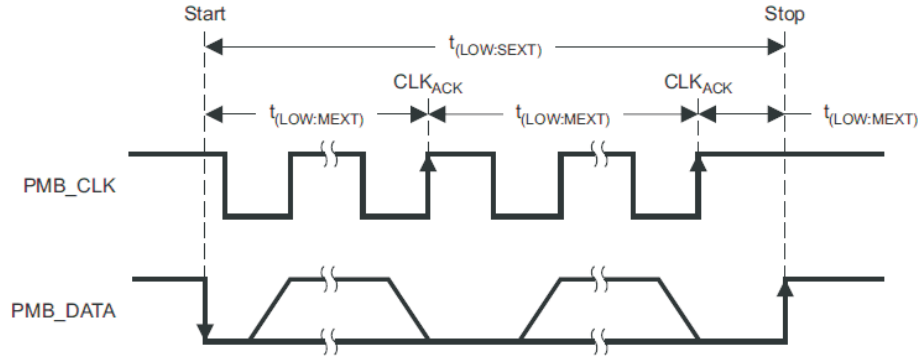 Start Stop
t(LOW:SEXT)
CLKACK CLKACK
t(LOW:MEXT) t(LOW:MEXT) t(LOW:MEXT)
PMB_CLK
PMB_DATA